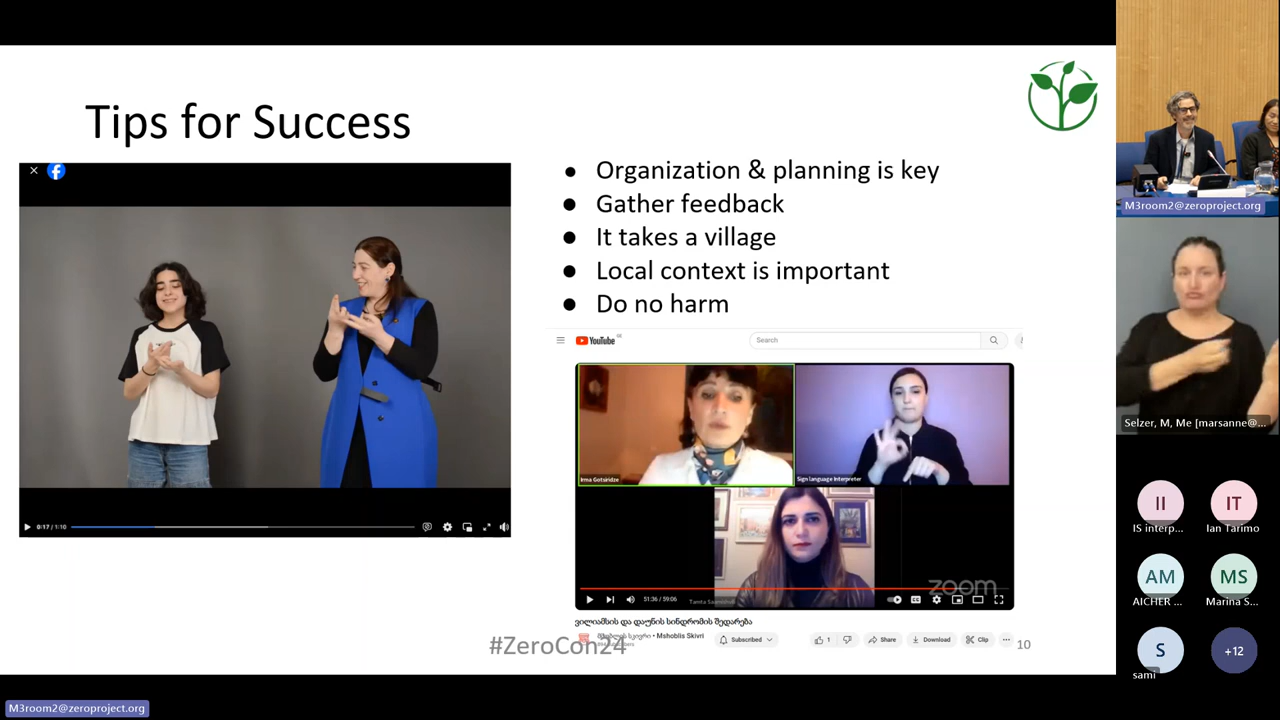 Tips for Success
Organization & planning is key
Gather feedback
It takes a village
Local context is important
Do no harm
0:17 / 1:10
YouTube
GE
Search
Irma Gotsiridze
Sign language Interpreter
zoom
51:36 / 59:06
ვილიამსის და დაუნის სინდრომის შედარება
Mshoblis Skivri
Subscribed
1
Share
Download
Clip
#ZeroCon24
10
M3room2@zeroproject.org
Selzer, M, Me [marsanne@...
II
IS interp...
IT
Ian Tarimo
AM
AICHER ...
MS
Marina S...
S
sami
+12
M3room2@zeroproject.org